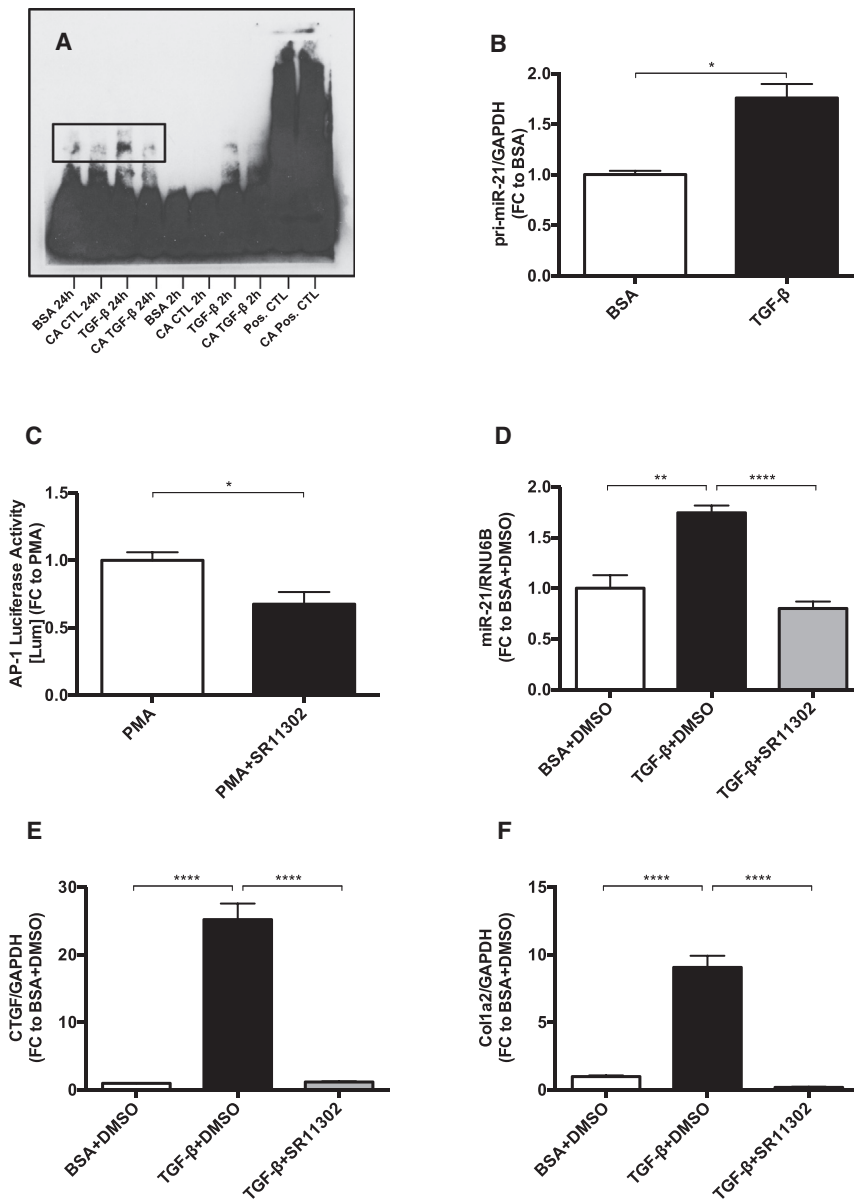 A
BSA 24h
CA CTL 24h
TGF-β 24h
CA TGF-β 24h
BSA 2h
CA CTL 2h
TGF-β 2h
CA TGF-β 2h
Pos. CTL
CA Pos. CTL
B
pri-miR-21/GAPDH
(FC to BSA)
2.0
1.5
1.0
0.5
0.0
*
BSA
TGF-β
C
AP-1 Luciferase Activity
[Lum] (FC to PMA)
1.5
1.0
0.5
0.0
*
PMA
PMA+SR11302
D
miR-21/RNU6B
(FC to BSA+DMSO)
2.0
1.5
1.0
0.5
0.0
**
****
BSA+DMSO
TGF-β+DMSO
TGF-β+SR11302
E
CTGF/GAPDH
(FC to BSA+DMSO)
30
20
10
0
****
****
BSA+DMSO
TGF-β+DMSO
TGF-β+SR11302
F
Col1a2/GAPDH
(FC to BSA+DMSO)
15
10
5
0
****
****
BSA+DMSO
TGF-β+DMSO
TGF-β+SR11302